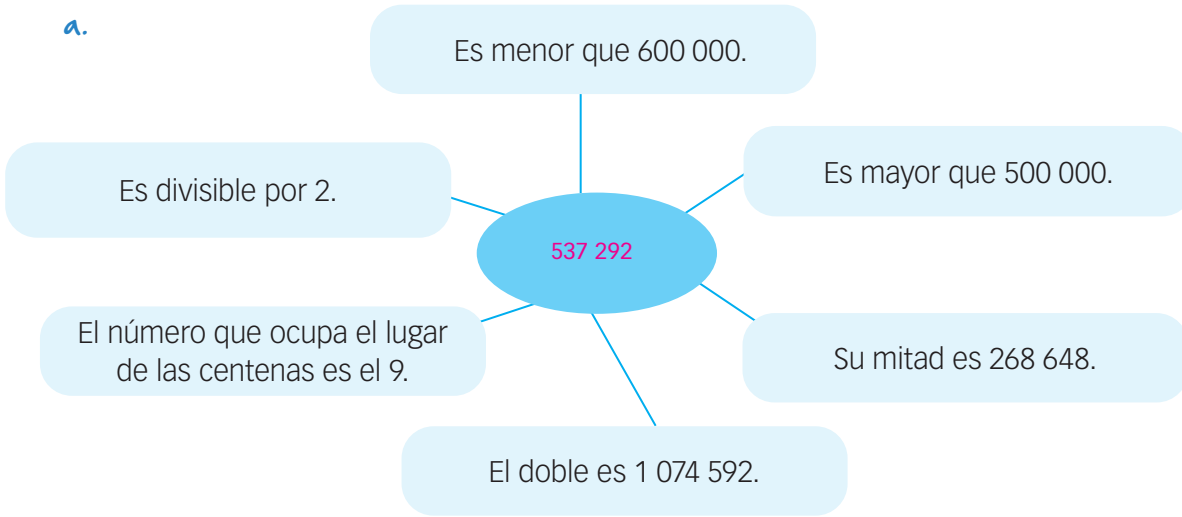 a.
Es menor que 600 000.
Es mayor que 500 000.
Es divisible por 2.
537 292
El número que ocupa el lugar
de las centenas es el 9.
Su mitad es 268 648.
El doble es 1 074 592.